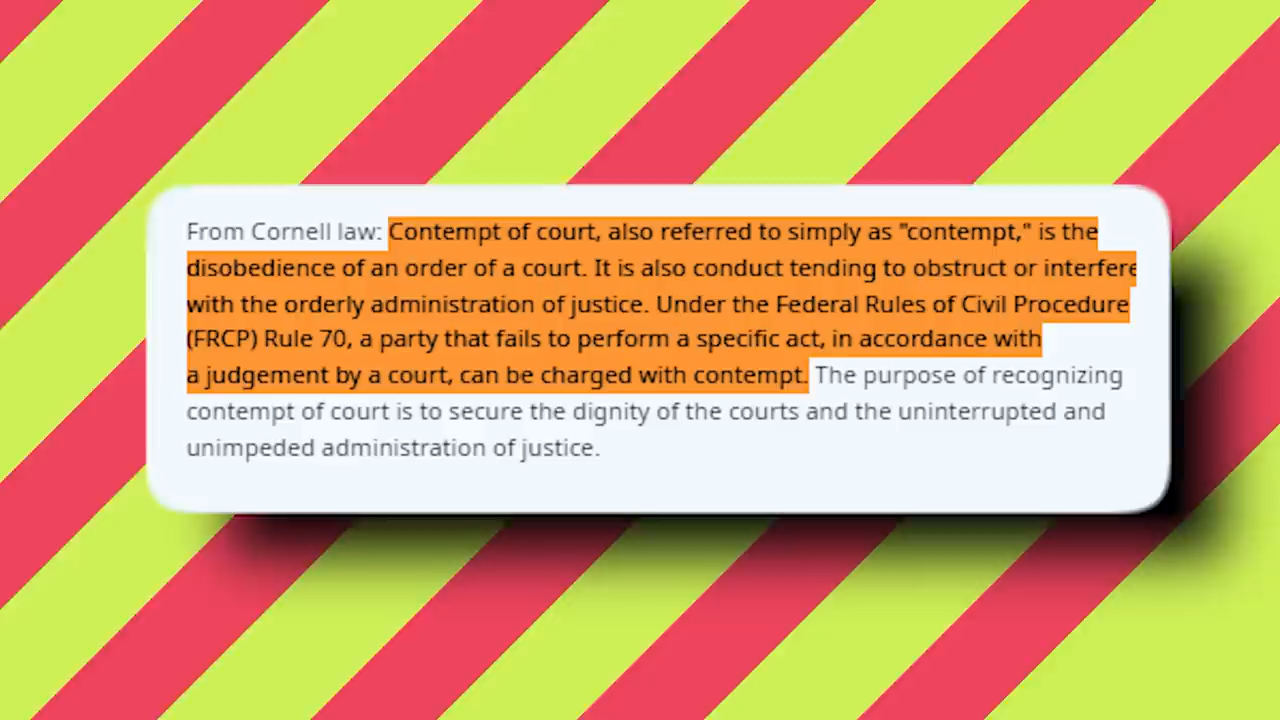 From Cornell law: Contempt of court, also referred to simply as "contempt," is the
disobedience of an order of a court. It is also conduct tending to obstruct or interfere
with the orderly administration of justice. Under the Federal Rules of Civil Procedure
(FRCP) Rule 70, a party that fails to perform a specific act, in accordance with
a judgement by a court, can be charged with contempt. The purpose of recognizing
contempt of court is to secure the dignity of the courts and the uninterrupted and
unimpeded administration of justice.